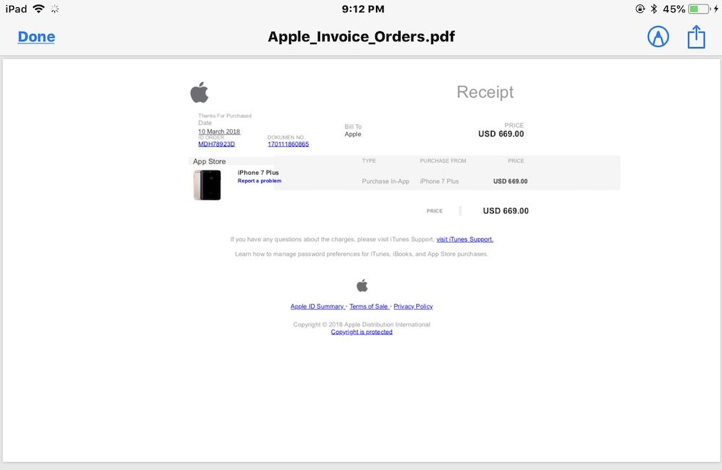 iPad 9:12 PM 45%
Done Apple_Invoice_Orders.pdf
Receipt
Thanks For Purchased
Date
10 March 2018
ID ORDER
MDH78923D
DOKUMEN NO.
170111860865
Bill To
Apple
PRICE
USD 669.00
App Store TYPE PURCHASE FROM PRICE
iPhone 7 Plus
Report a problem
Purchase In-App iPhone 7 Plus USD 669.00
PRICE USD 669.00
If you have any questions about the charges, please visit iTunes Support, visit iTunes Support.
Learn how to manage password preferences for iTunes, iBooks, and App Store purchases.
Apple ID Summary · Terms of Sale · Privacy Policy
Copyright © 2018 Apple Distribution International
Copyright is protected